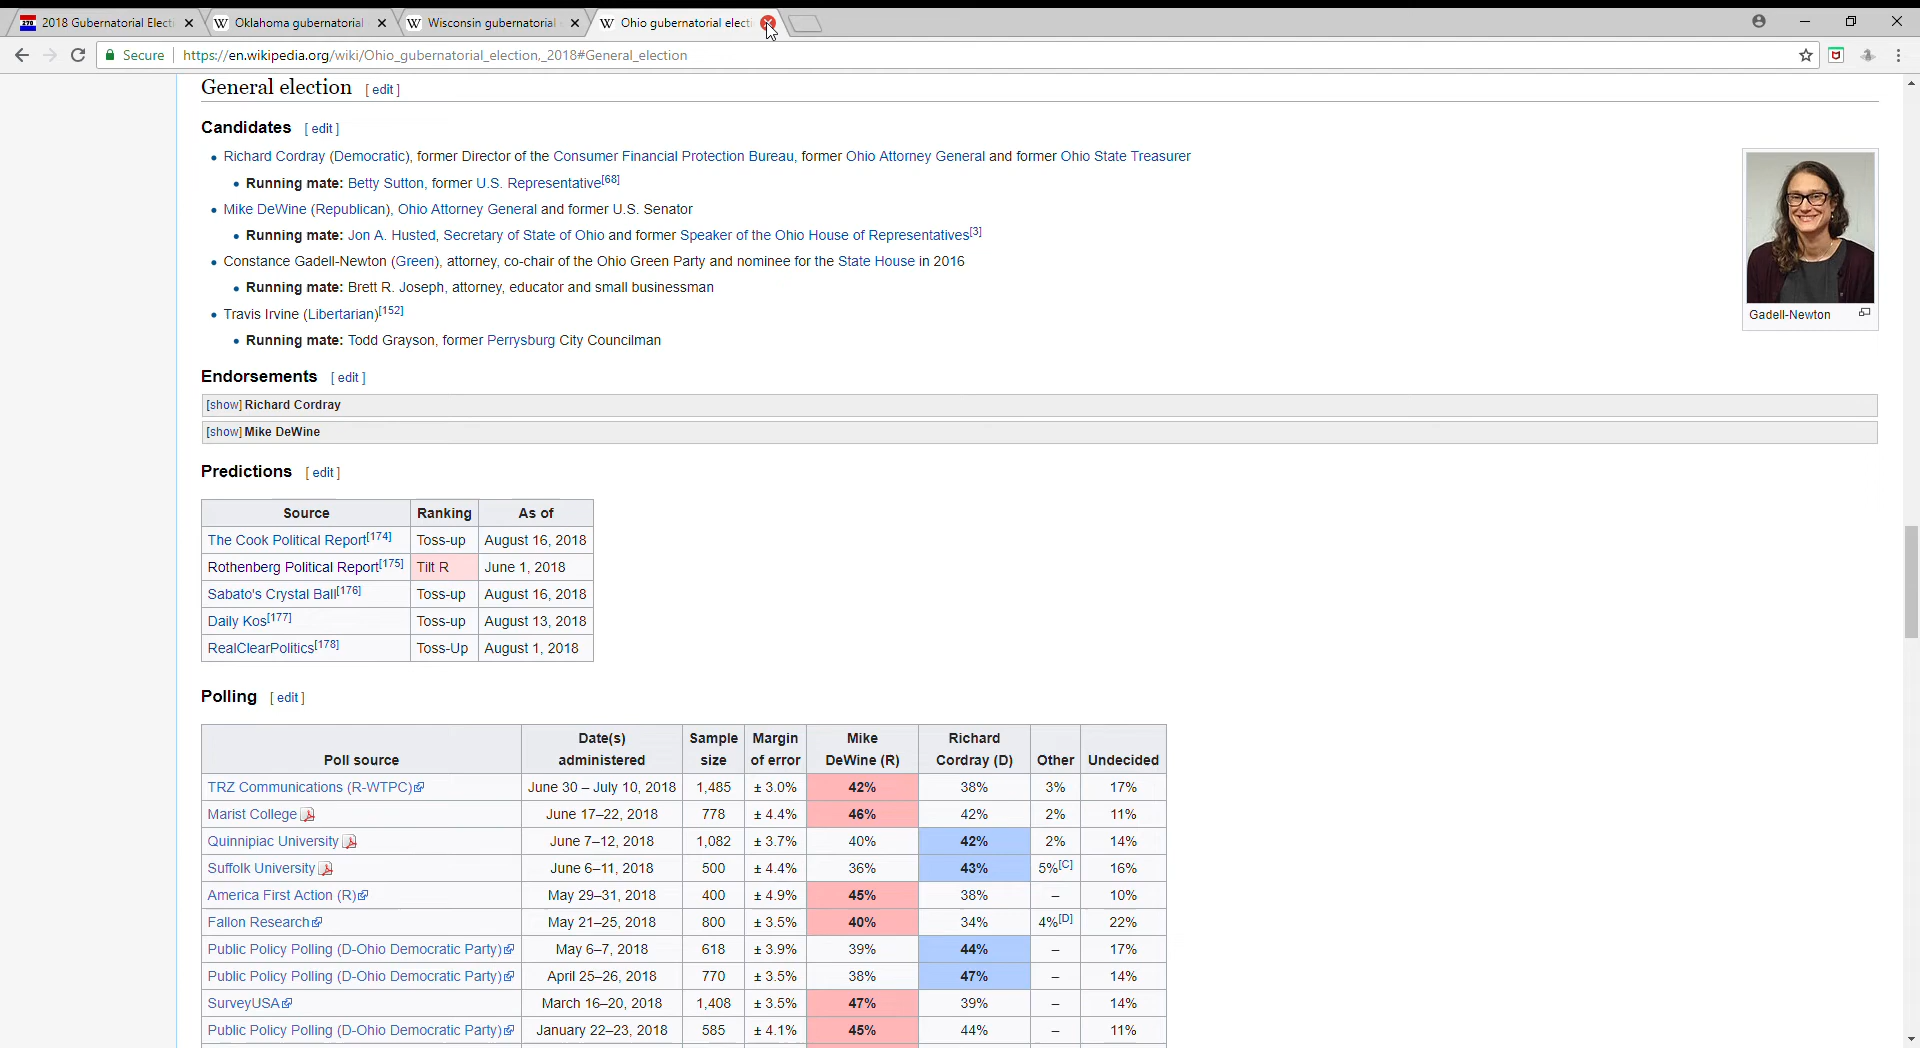 2018 Gubernatorial Electi
Oklahoma gubernatorial
Wisconsin gubernatorial
Ohio gubernatorial electi
Secure https://en.wikipedia.org/wiki/Ohio_gubernatorial_election,_2018#General_election
General election [ edit ]
Candidates [ edit ]
Richard Cordray (Democratic), former Director of the Consumer Financial Protection Bureau, former Ohio Attorney General and former Ohio State Treasurer
Running mate: Betty Sutton, former U.S. Representative[68]
Mike DeWine (Republican), Ohio Attorney General and former U.S. Senator
Running mate: Jon A. Husted, Secretary of State of Ohio and former Speaker of the Ohio House of Representatives[3]
Constance Gadell-Newton (Green), attorney, co-chair of the Ohio Green Party and nominee for the State House in 2016
Running mate: Brett R. Joseph, attorney, educator and small businessman
Travis Irvine (Libertarian)[152]
Running mate: Todd Grayson, former Perrysburg City Councilman
Gadell-Newton
Endorsements [ edit ]
[show] Richard Cordray
[show] Mike DeWine
Predictions [ edit ]
Source Ranking As of
The Cook Political Report[174] Toss-up August 16, 2018
Rothenberg Political Report[175] Tilt R June 1, 2018
Sabato's Crystal Ball[176] Toss-up August 16, 2018
Daily Kos[177] Toss-up August 13, 2018
RealClearPolitics[178] Toss-Up August 1, 2018
Polling [ edit ]
Poll source Date(s) administered Sample size Margin of error Mike DeWine (R) Richard Cordray (D) Other Undecided
TRZ Communications (R-WTPC) June 30 – July 10, 2018 1,485 ± 3.0% 42% 38% 3% 17%
Marist College June 17–22, 2018 778 ± 4.4% 46% 42% 2% 11%
Quinnipiac University June 7–12, 2018 1,082 ± 3.7% 40% 42% 2% 14%
Suffolk University June 6–11, 2018 500 ± 4.4% 36% 43% 5%[C] 16%
America First Action (R) May 29–31, 2018 400 ± 4.9% 45% 38% – 10%
Fallon Research May 21–25, 2018 800 ± 3.5% 40% 34% 4%[D] 22%
Public Policy Polling (D-Ohio Democratic Party) May 6–7, 2018 618 ± 3.9% 39% 44% – 17%
Public Policy Polling (D-Ohio Democratic Party) April 25–26, 2018 770 ± 3.5% 38% 47% – 14%
SurveyUSA March 16–20, 2018 1,408 ± 3.5% 47% 39% – 14%
Public Policy Polling (D-Ohio Democratic Party) January 22–23, 2018 585 ± 4.1% 45% 44% – 11%